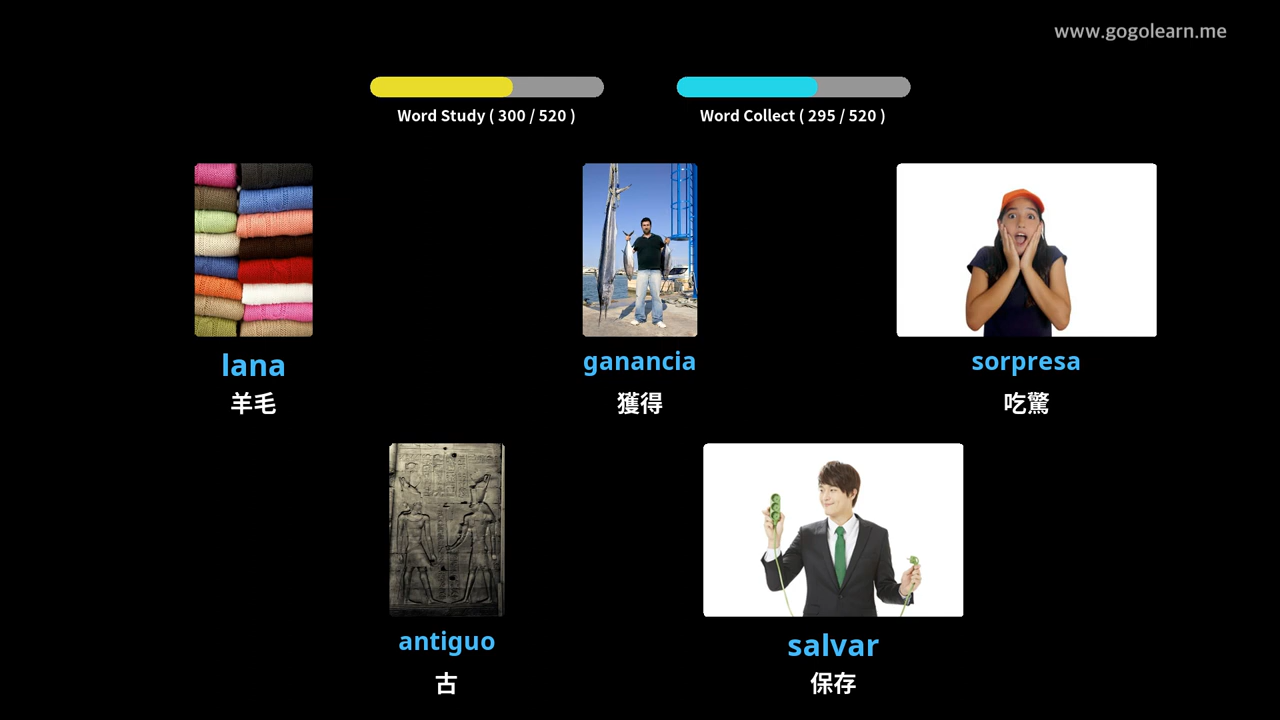 www.gogolearn.me
Word Study ( 300 / 520 )
Word Collect ( 295 / 520 )
lana
羊毛
ganancia
獲得
sorpresa
吃驚
antiguo
古
salvar
保存